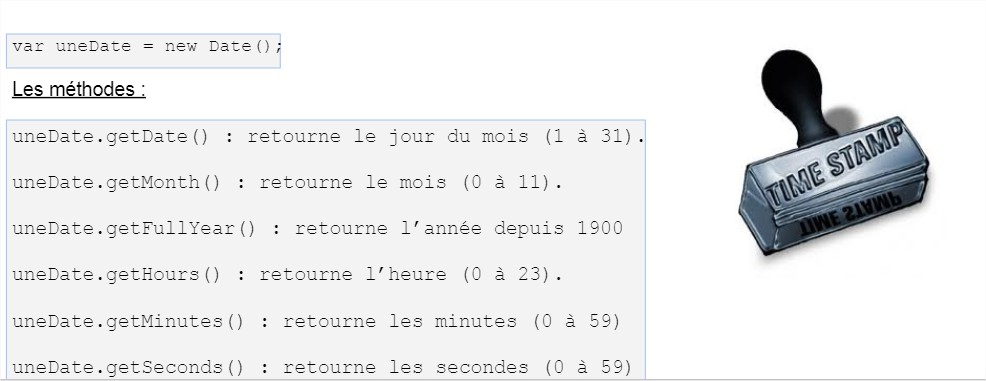 var uneDate = new Date();
Les méthodes :
uneDate.getDate() : retourne le jour du mois (1 à 31).
uneDate.getMonth() : retourne le mois (0 à 11).
uneDate.getFullYear() : retourne l’année depuis 1900
uneDate.getHours() : retourne l’heure (0 à 23).
uneDate.getMinutes() : retourne les minutes (0 à 59)
uneDate.getSeconds() : retourne les secondes (0 à 59)
TIME STAMP
TIME STAMP